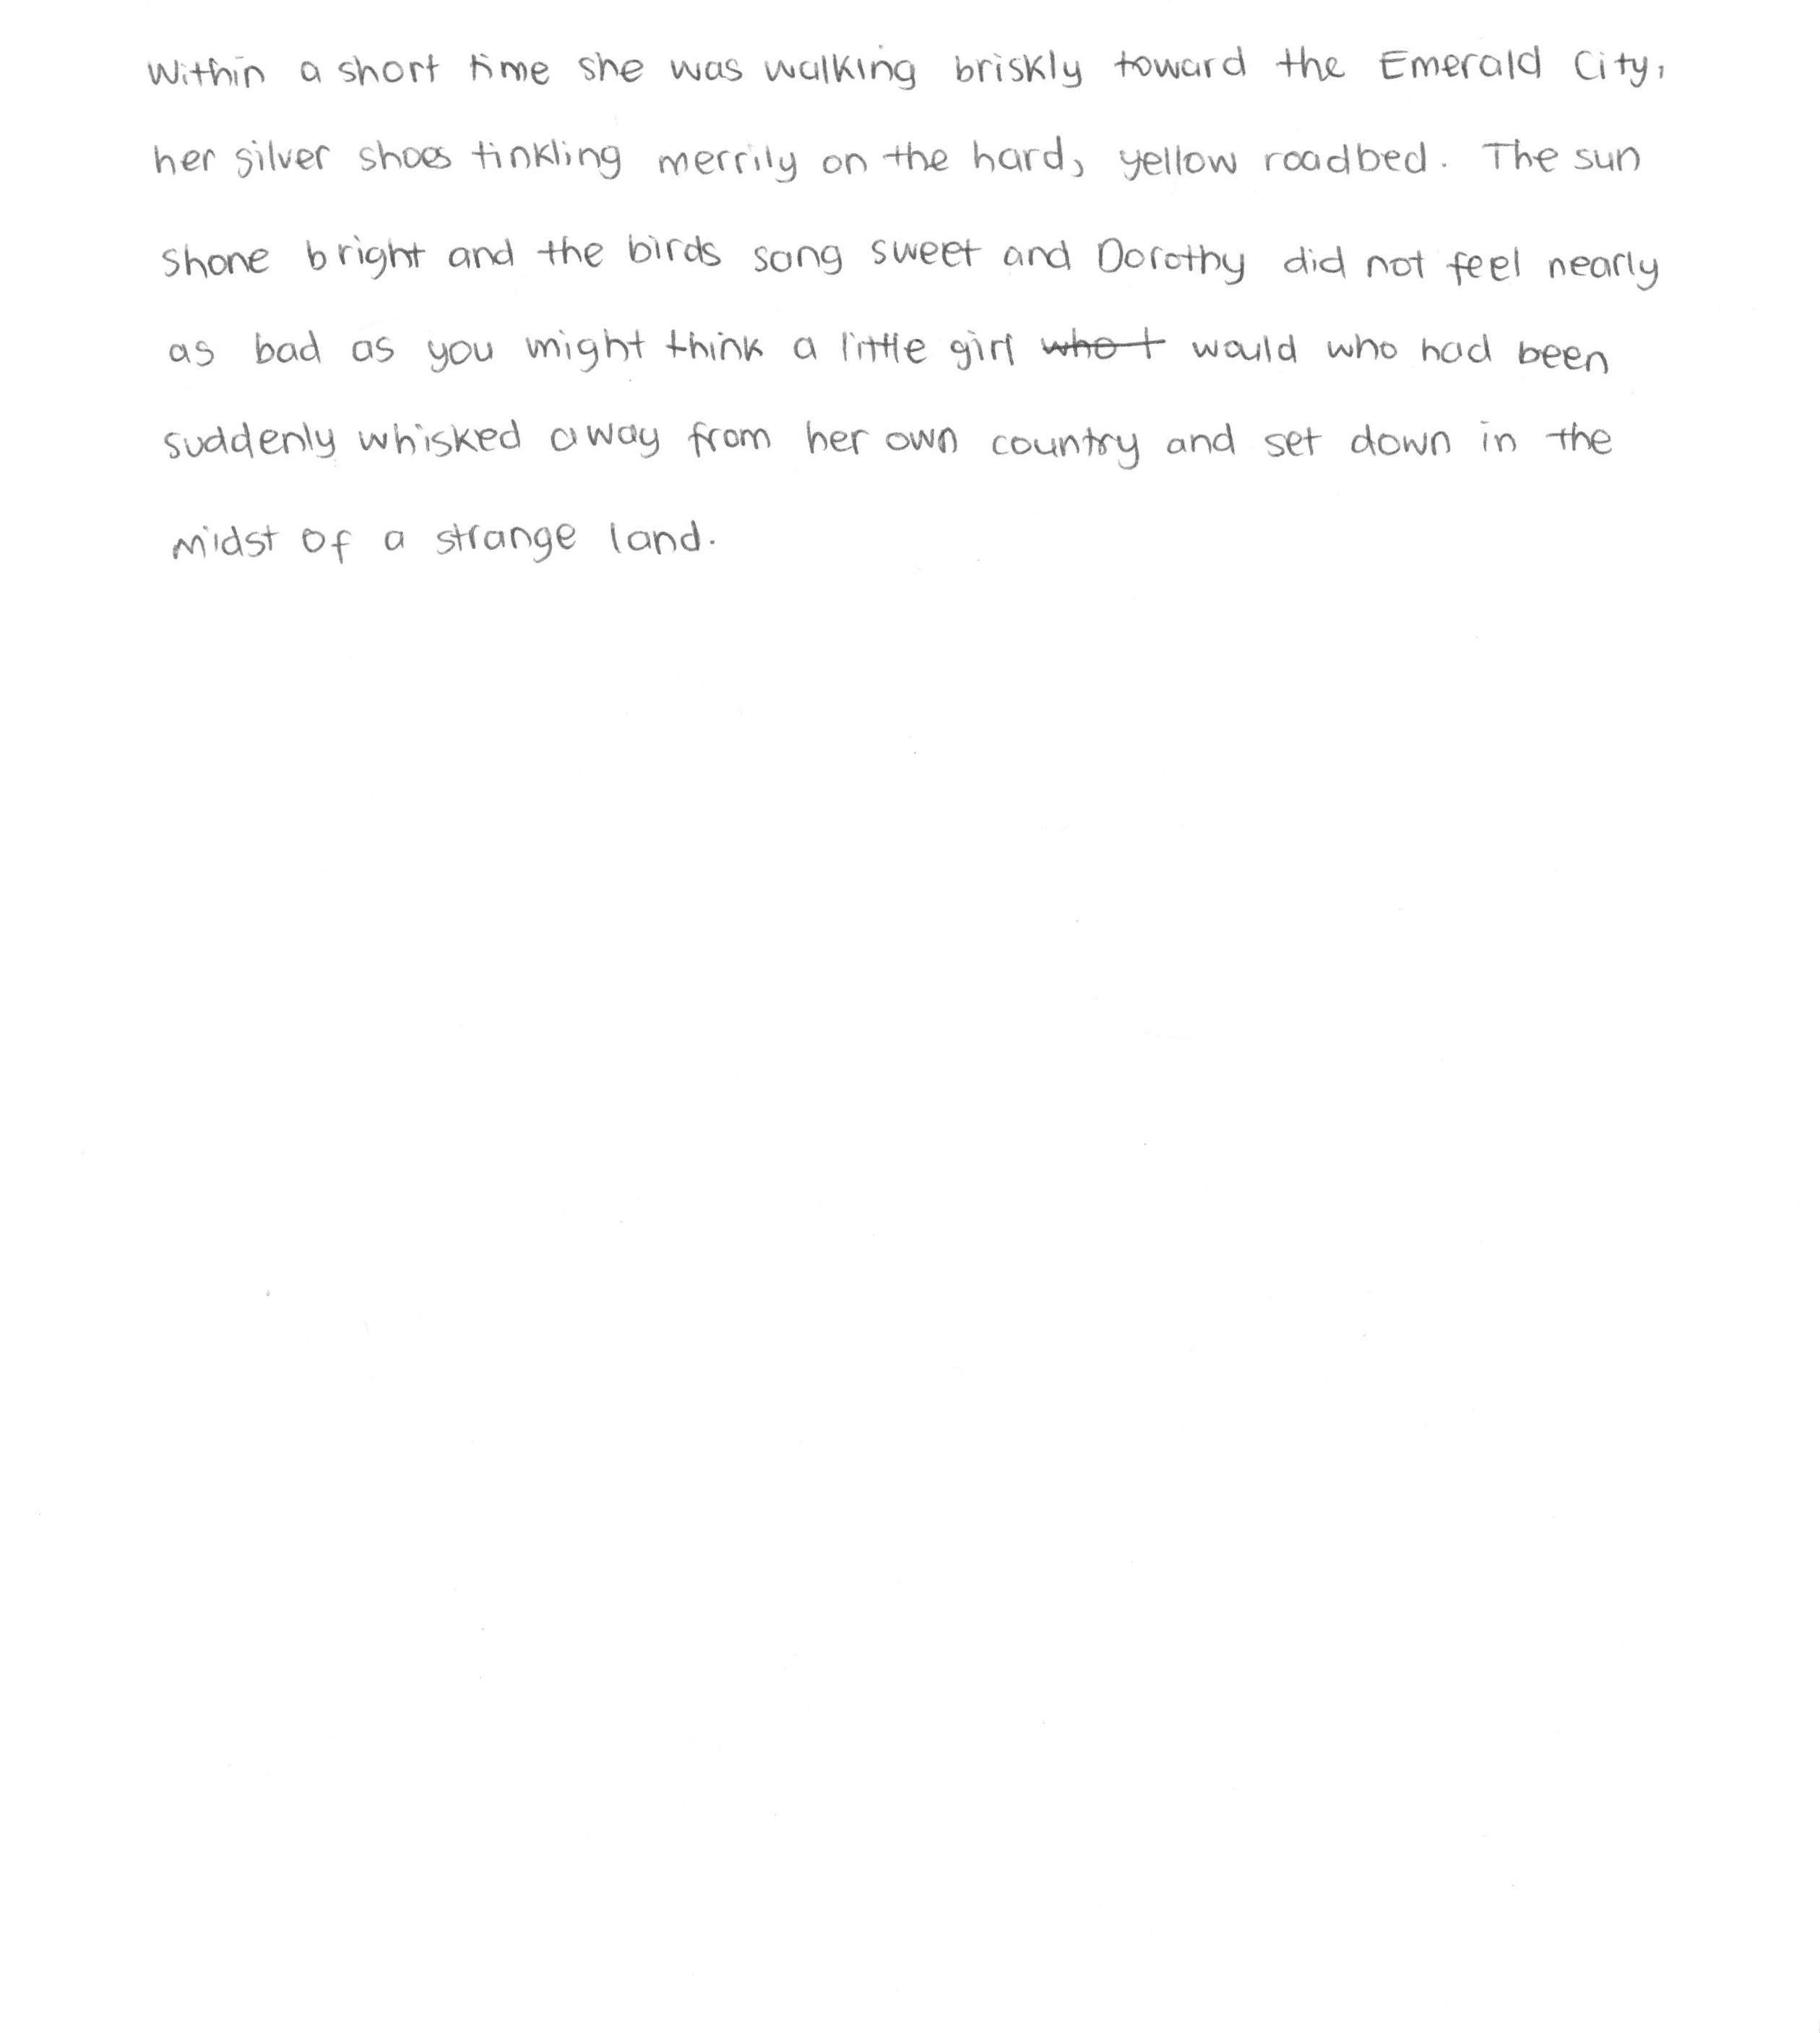 Within a short time she was walking briskly toward the Emerald City,
her silver shoes tinkling merrily on the hard, yellow roadbed. The sun
shone bright and the birds song sweet and Dorothy did not feel nearly
as bad as you might think a little girl who t would who had been
suddenly whisked away from her own country and set down in the
midst of a strange land.